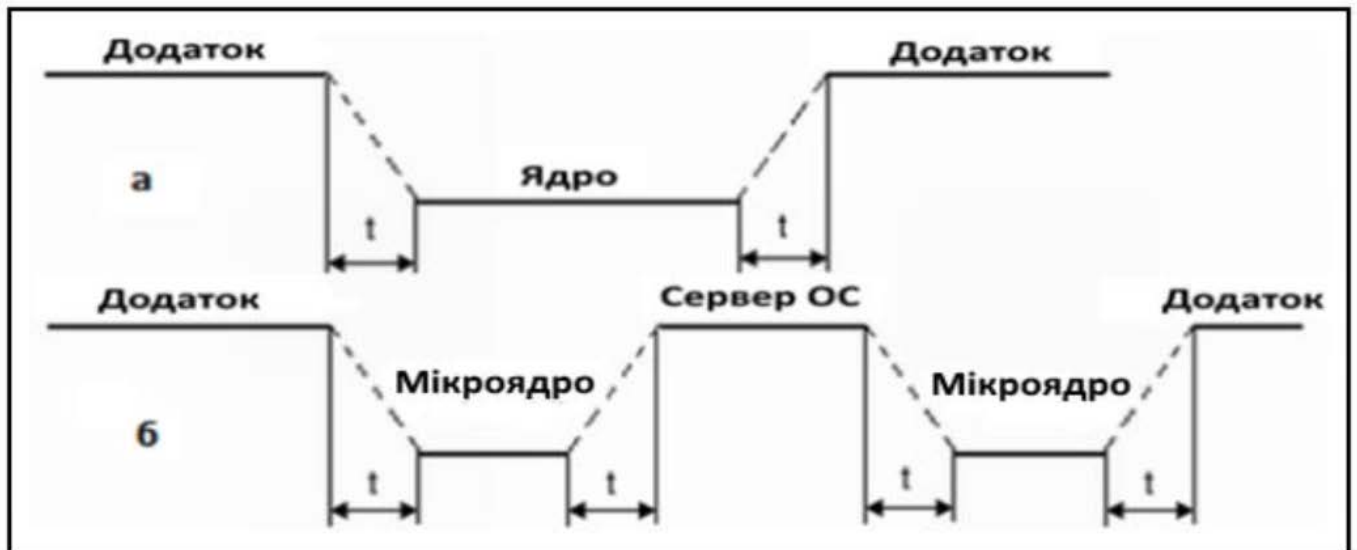 Додаток Додаток
а Ядро
t t
Додаток Сервер ОС Додаток
Мікроядро Мікроядро
б
t t t t